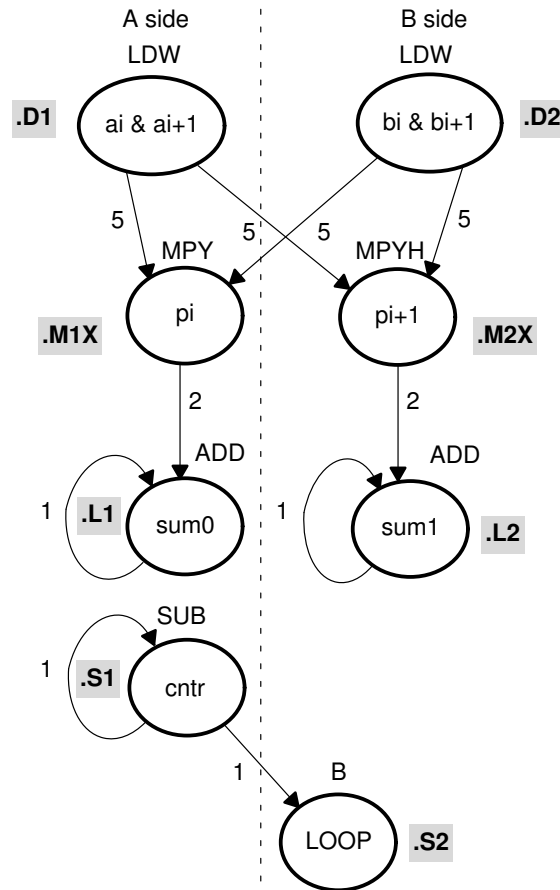 A side B side
LDW LDW
.D1 ai & ai+1 bi & bi+1 .D2
5 5 5 5
MPY MPYH
pi pi+1
.M1X .M2X
2 2
ADD ADD
1 .L1 sum0 1 sum1 .L2
SUB
1 .S1 cntr
1 B
LOOP .S2